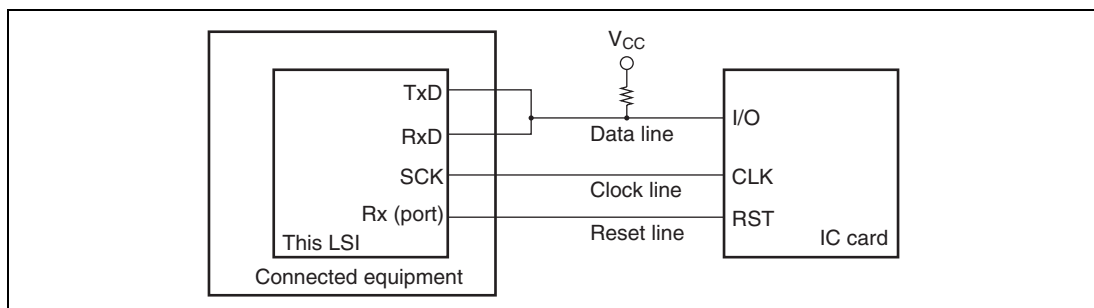 V_CC
TxD
I/O
RxD
Data line
SCK
CLK
Clock line
Rx (port)
RST
This LSI
Reset line
IC card
Connected equipment